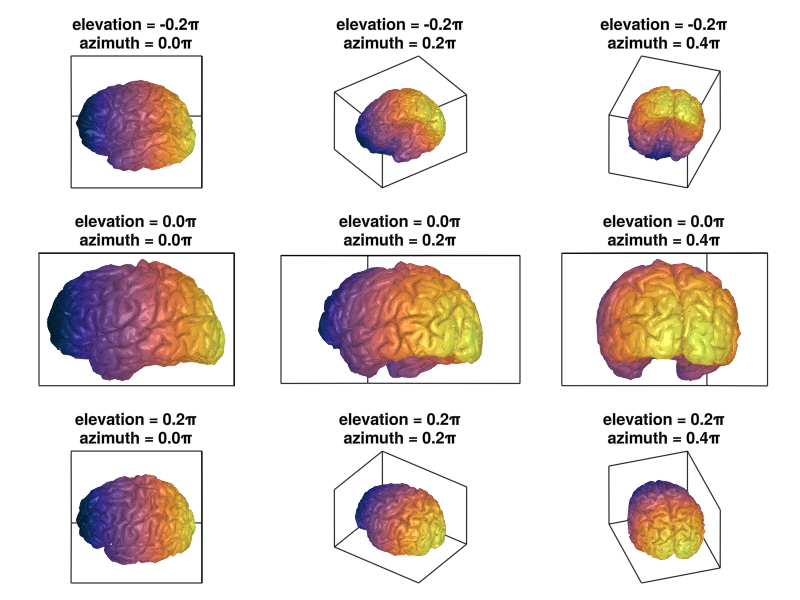 elevation = -0.2π
azimuth = 0.0π
elevation = -0.2π
azimuth = 0.2π
elevation = -0.2π
azimuth = 0.4π
elevation = 0.0π
azimuth = 0.0π
elevation = 0.0π
azimuth = 0.2π
elevation = 0.0π
azimuth = 0.4π
elevation = 0.2π
azimuth = 0.0π
elevation = 0.2π
azimuth = 0.2π
elevation = 0.2π
azimuth = 0.4π